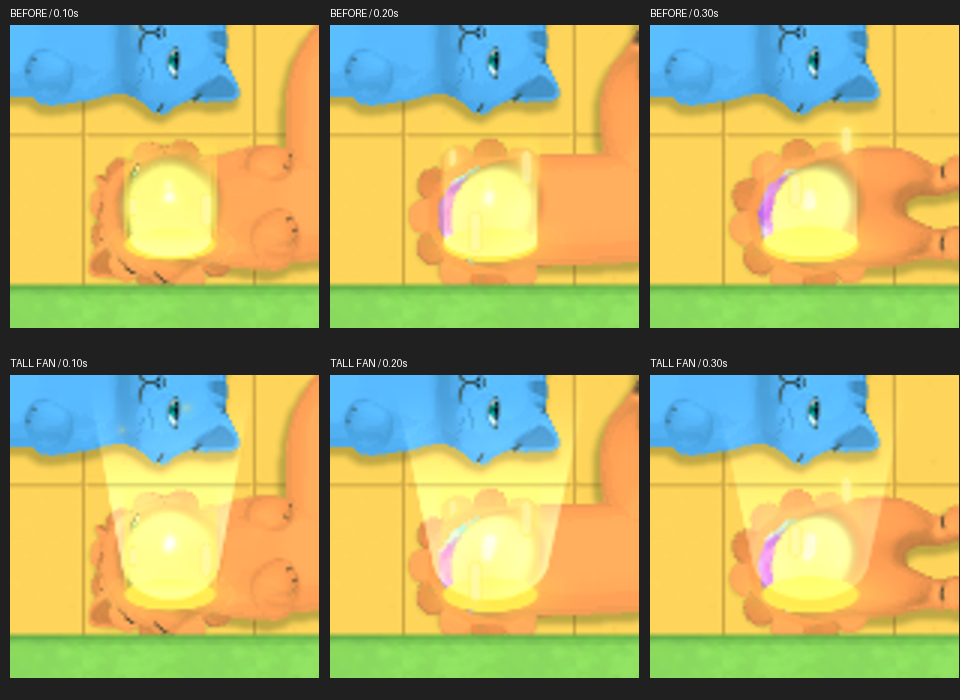 BEFORE / 0.10s
BEFORE / 0.20s
BEFORE / 0.30s
TALL FAN / 0.10s
TALL FAN / 0.20s
TALL FAN / 0.30s